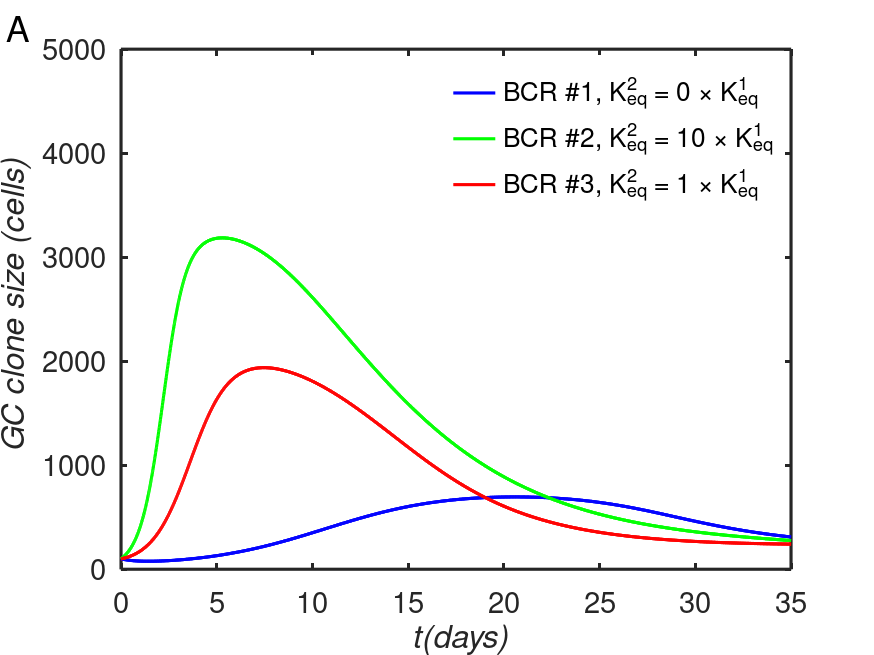 A
5000
4000
3000
2000
1000
0
GC clone size (cells)
BCR #1, K²eq = 0 × K¹eq
BCR #2, K²eq = 10 × K¹eq
BCR #3, K²eq = 1 × K¹eq
0 5 10 15 20 25 30 35
t(days)